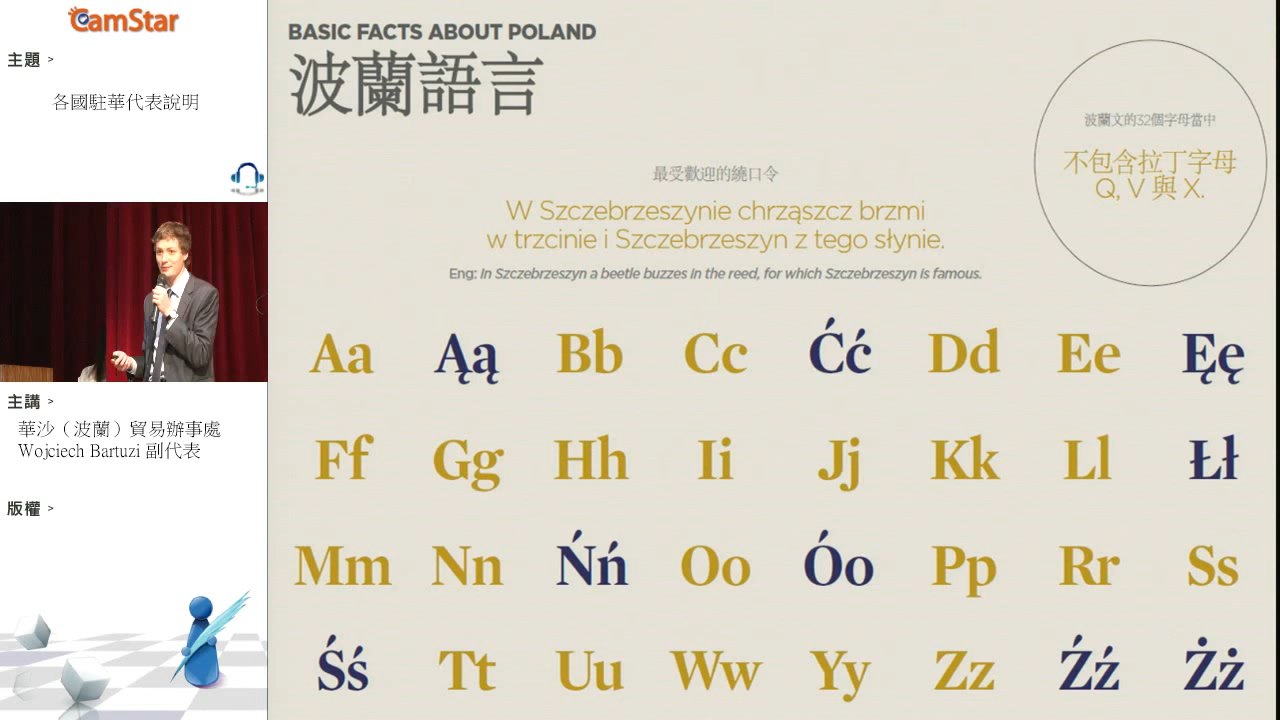 CamStar
主題 >
各國駐華代表說明
主講 >
華沙（波蘭）貿易辦事處
Wojciech Bartuzi 副代表
版權 >
BASIC FACTS ABOUT POLAND
波蘭語言
波蘭文的32個字母當中
不包含拉丁字母
Q, V 與 X.
最受歡迎的繞口令
W Szczebrzeszynie chrząszcz brzmi
w trzcinie i Szczebrzeszyn z tego słynie.
Eng: In Szczebrzeszyn a beetle buzzes in the reed, for which Szczebrzeszyn is famous.
Aa Ąą Bb Cc Ćć Dd Ee Ęę
Ff Gg Hh Ii Jj Kk Ll Łł
Mm Nn Ńń Oo Óo Pp Rr Ss
Śś Tt Uu Ww Yy Zz Źź Żż